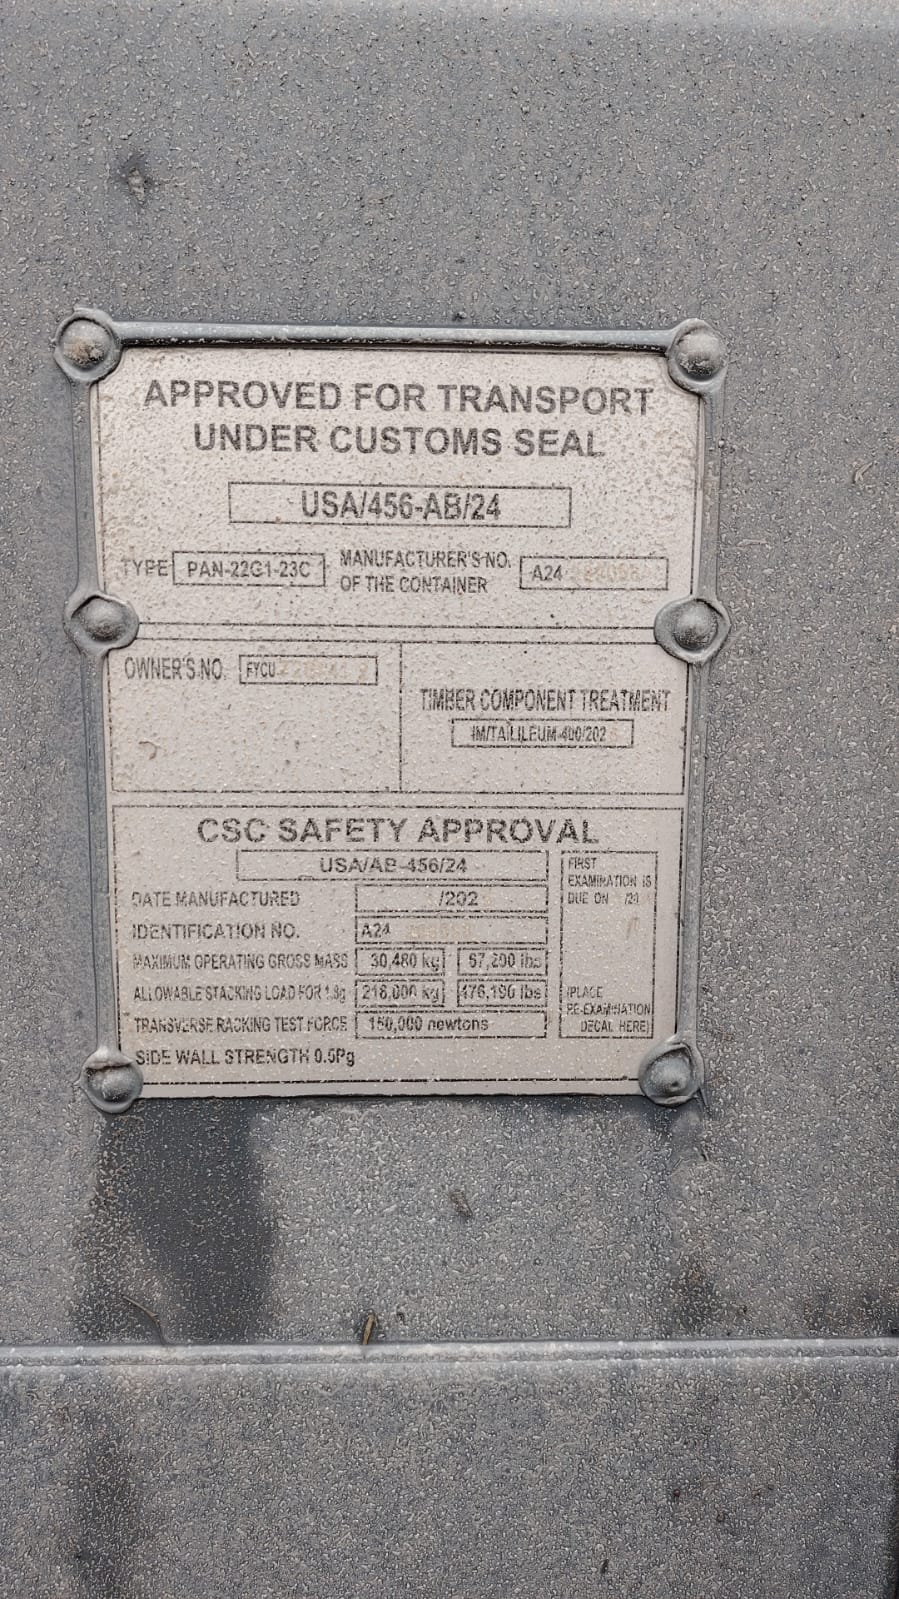 APPROVED FOR TRANSPORT
UNDER CUSTOMS SEAL
USA/456-AB/24
TYPE PAN-22G1-23C MANUFACTURER'S NO. OF THE CONTAINER A24
OWNER'S NO. FYCU
TIMBER COMPONENT TREATMENT
CSC SAFETY APPROVAL
USA/AB-456/24
DATE MANUFACTURED /202
IDENTIFICATION NO. A24
MAXIMUM OPERATING GROSS MASS 30,480 kg 67,200 lbs
ALLOWABLE STACKING LOAD FOR 1.8g 216,000 kg 476,190 lbs
TRANSVERSE RACKING TEST FORCE 150,000 newtons
SIDE WALL STRENGTH 0.6Pg
FIRST
EXAMINATION IS
DUE ON /20
(PLACE
RE-EXAMINATION
DECAL HERE)